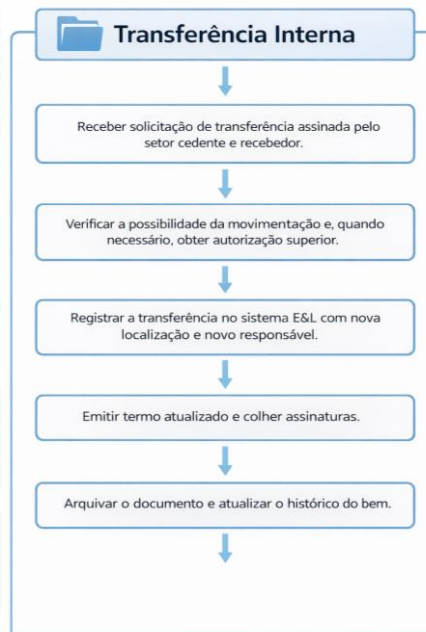 Transferência Interna
Receber solicitação de transferência assinada pelo
setor cedente e recebedor.
Verificar a possibilidade da movimentação e, quando
necessário, obter autorização superior.
Registrar a transferência no sistema E&L com nova
localização e novo responsável.
Emitir termo atualizado e colher assinaturas.
Arquivar o documento e atualizar o histórico do bem.